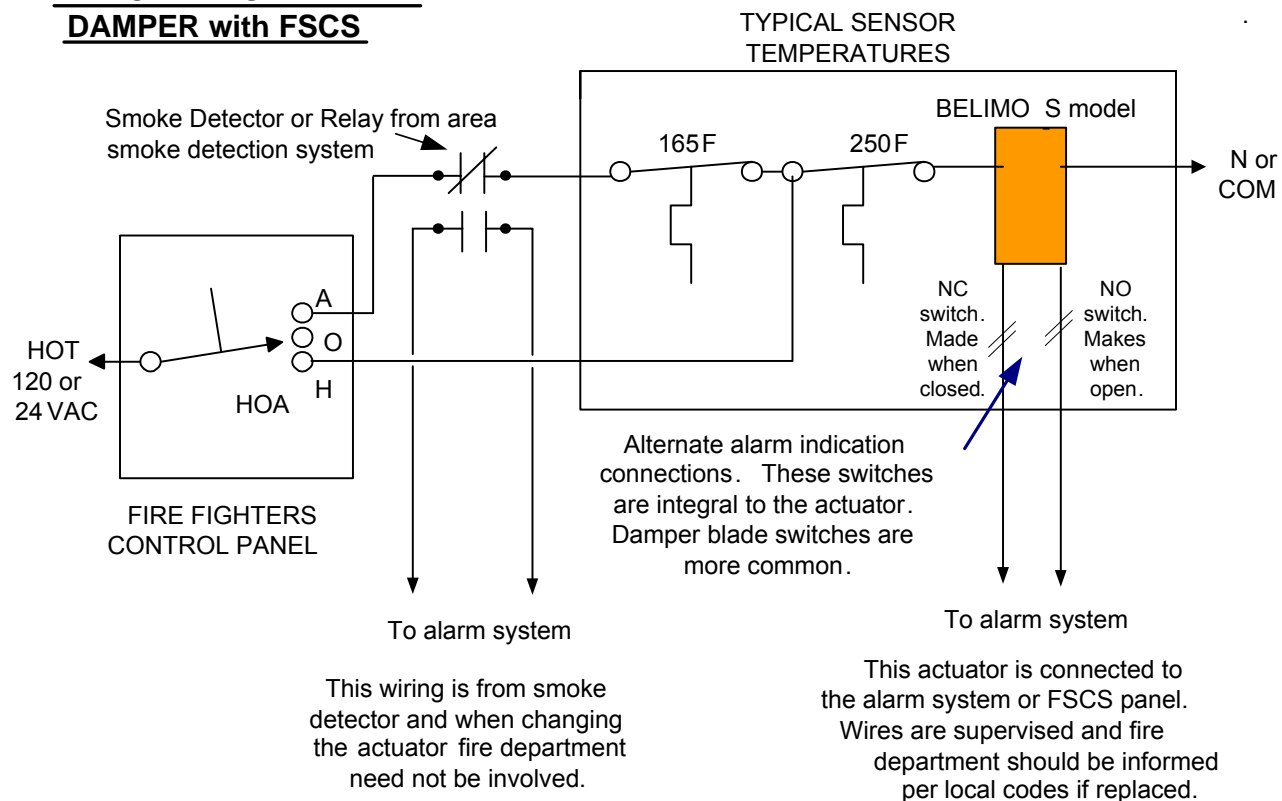 DAMPER with FSCS
TYPICAL SENSOR
TEMPERATURES
.
Smoke Detector or Relay from area
smoke detection system
165F
250F
BELIMO S model
N or
COM
A
O
H
HOA
HOT
120 or
24 VAC
FIRE FIGHTERS
CONTROL PANEL
NC
switch.
Made
when
closed.
NO
switch.
Makes
when
open.
Alternate alarm indication
connections. These switches
are integral to the actuator.
Damper blade switches are
more common.
To alarm system
This wiring is from smoke
detector and when changing
the actuator fire department
need not be involved.
To alarm system
This actuator is connected to
the alarm system or FSCS panel.
Wires are supervised and fire
department should be informed
per local codes if replaced.